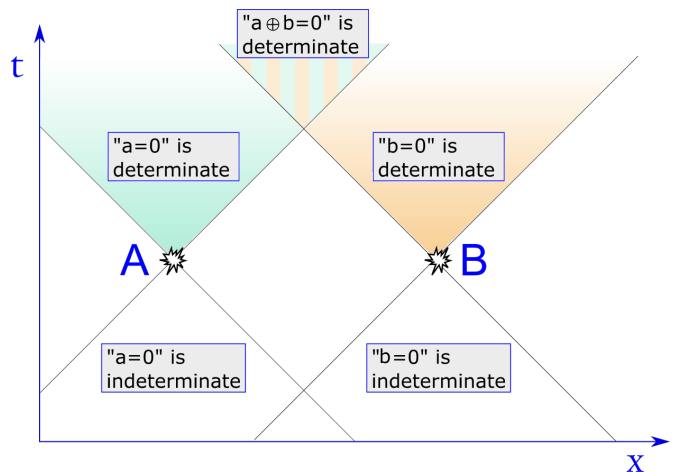 "a⊕b=0" is
determinate
t
"a=0" is
determinate
"b=0" is
determinate
A
B
"a=0" is
indeterminate
"b=0" is
indeterminate
x